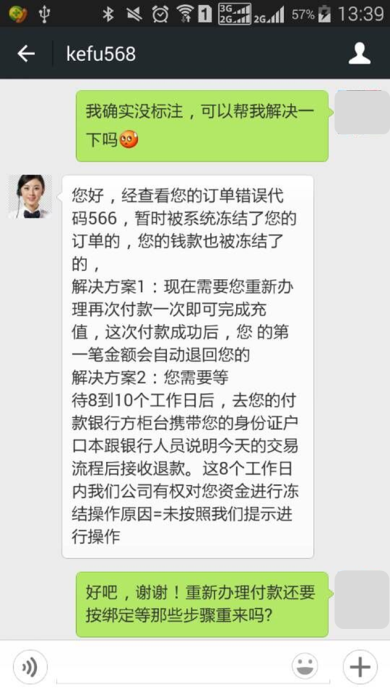 1 3G 2G 2G 57% 13:39
kefu568
我确实没标注，可以帮我解决一
下吗
您好，经查看您的订单错误代
码566，暂时被系统冻结了您的
订单的，您的钱款也被冻结了
的，
解决方案1：现在需要您重新办
理再次付款一次即可完成充
值，这次付款成功后，您 的第
一笔金额会自动退回您的
解决方案2：您需要等
待8到10个工作日后，去您的付
款银行方柜台携带您的身份证户
口本跟银行人员说明今天的交易
流程后接收退款。这8个工作日
内我们公司有权对您资金进行冻
结操作原因=未按照我们提示进
行操作
好吧，谢谢！重新办理付款还要
按绑定等那些步骤重来吗?